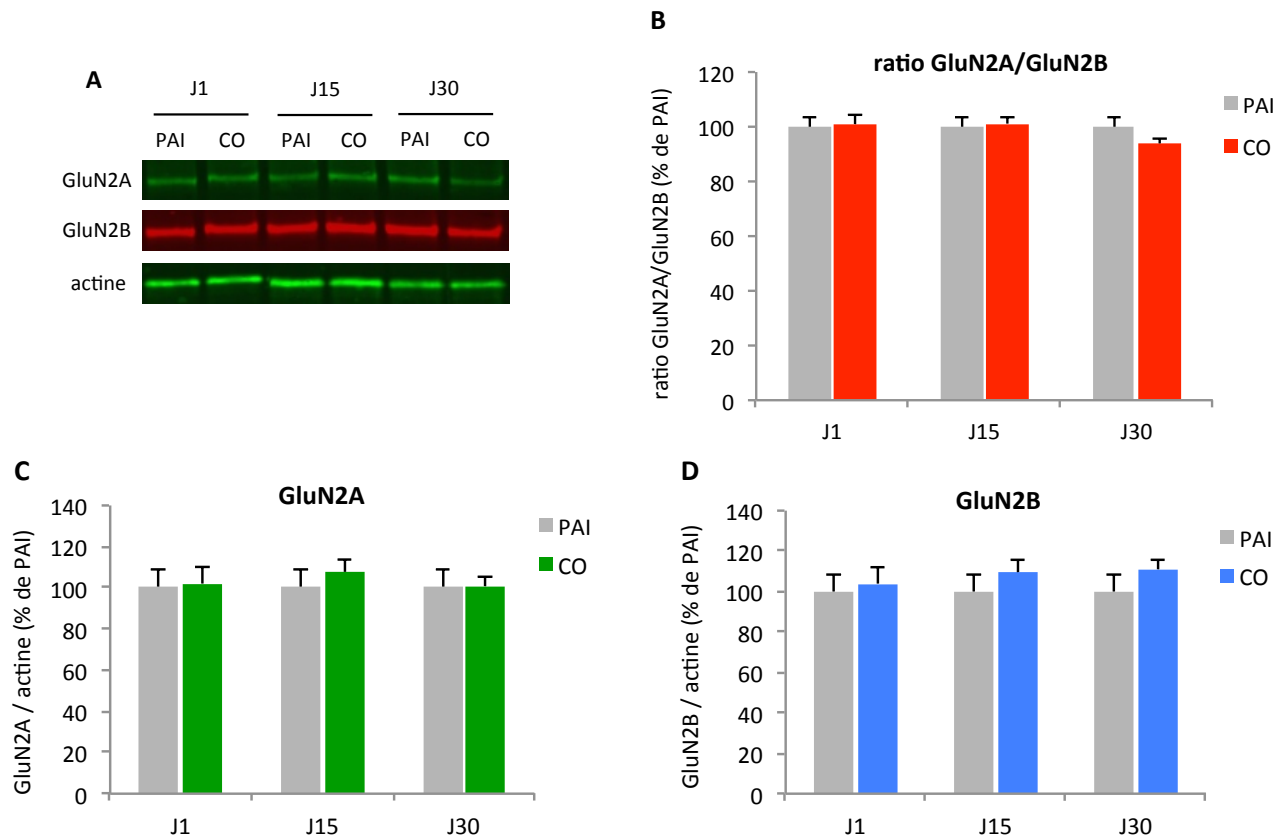 A
J1 J15 J30
PAI CO PAI CO PAI CO
GluN2A
GluN2B
actine
B
ratio GluN2A/GluN2B
ratio GluN2A/GluN2B (% de PAI)
120
100
80
60
40
20
0
J1 J15 J30
PAI
CO
C
GluN2A
GluN2A / actine (% de PAI)
140
120
100
80
60
40
20
0
J1 J15 J30
PAI
CO
D
GluN2B
GluN2B / actine (% de PAI)
140
120
100
80
60
40
20
0
J1 J15 J30
PAI
CO